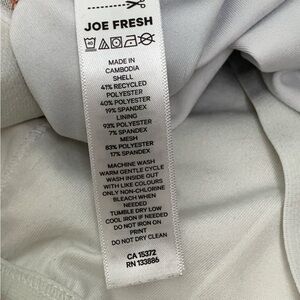 JOE FRESH
MADE IN
CAMBODIA
SHELL
41% RECYCLED
POLYESTER
40% POLYESTER
19% SPANDEX
LINING
93% POLYESTER
7% SPANDEX
MESH
83% POLYESTER
17% SPANDEX
MACHINE WASH
WARM GENTLE CYCLE
WASH INSIDE OUT
WITH LIKE COLOURS
ONLY NON-CHLORINE
BLEACH WHEN
NEEDED
TUMBLE DRY LOW
COOL IRON IF NEEDED
DO NOT IRON ON
PRINT
DO NOT DRY CLEAN
CA 15372
RN 133886